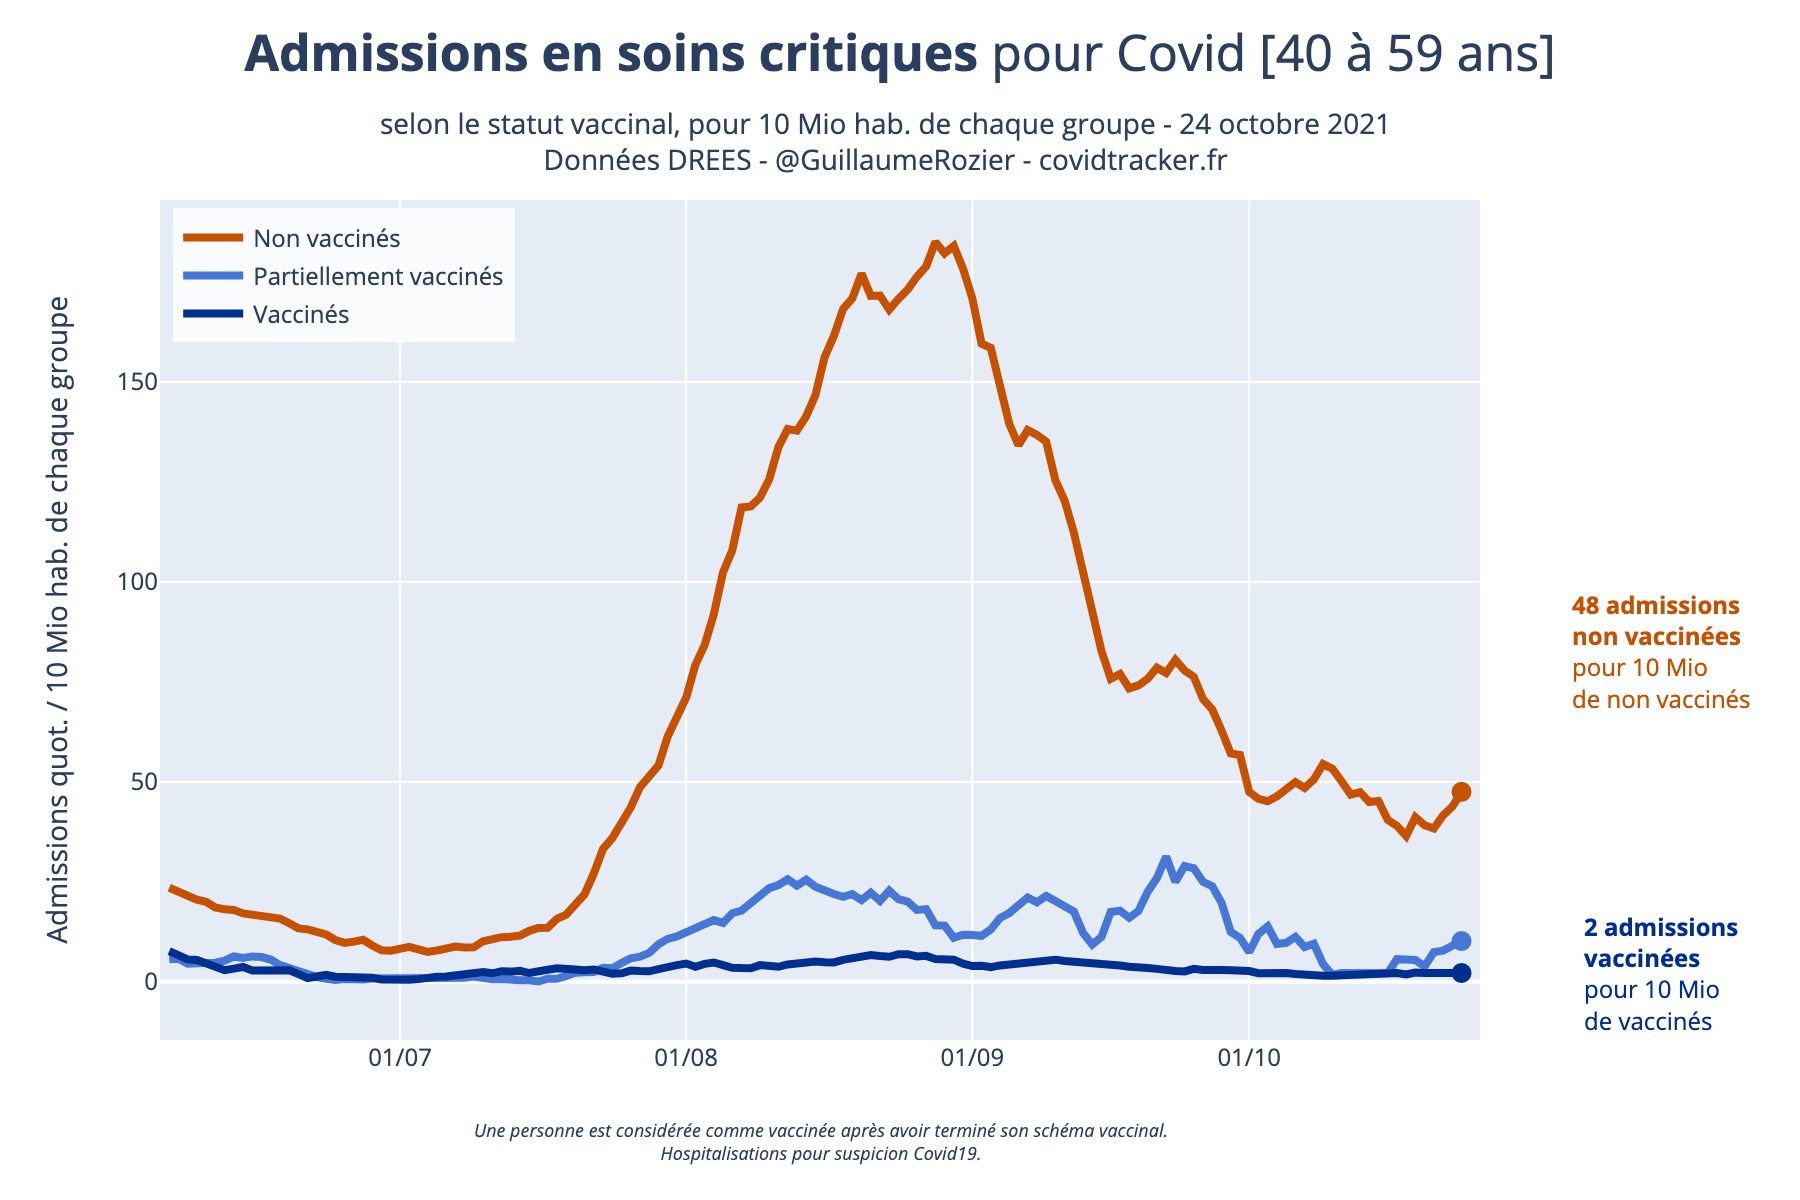 Admissions en soins critiques pour Covid [40 à 59 ans]
selon le statut vaccinal, pour 10 Mio hab. de chaque groupe - 24 octobre 2021
Données DREES - @GuillaumeRozier - covidtracker.fr
Non vaccinés
Partiellement vaccinés
Vaccinés
Admissions quot. / 10 Mio hab. de chaque groupe
150
100
50
0
01/07
01/08
01/09
01/10
48 admissions
non vaccinées
pour 10 Mio
de non vaccinés
2 admissions
vaccinées
pour 10 Mio
de vaccinés
Une personne est considérée comme vaccinée après avoir terminé son schéma vaccinal.
Hospitalisations pour suspicion Covid19.